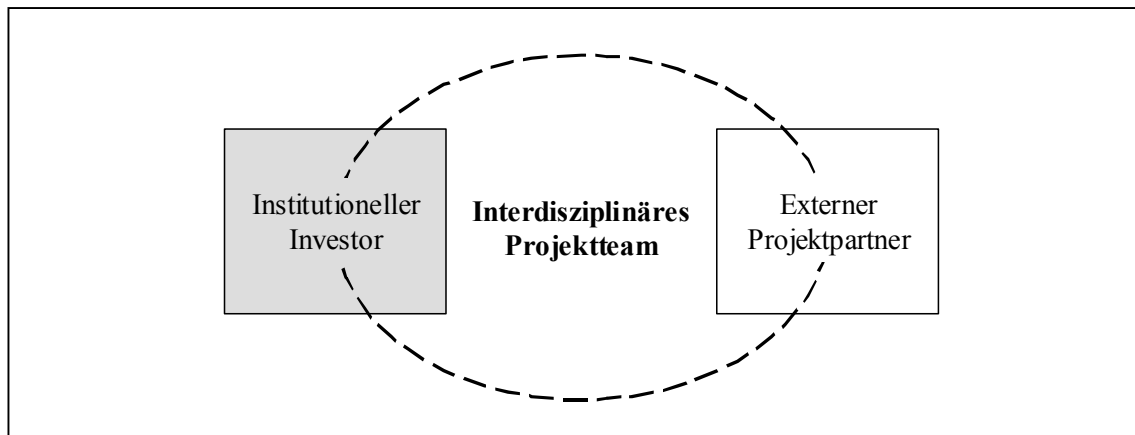 Institutioneller
Investor
Interdisziplinäres
Projektteam
Externer
Projektpartner